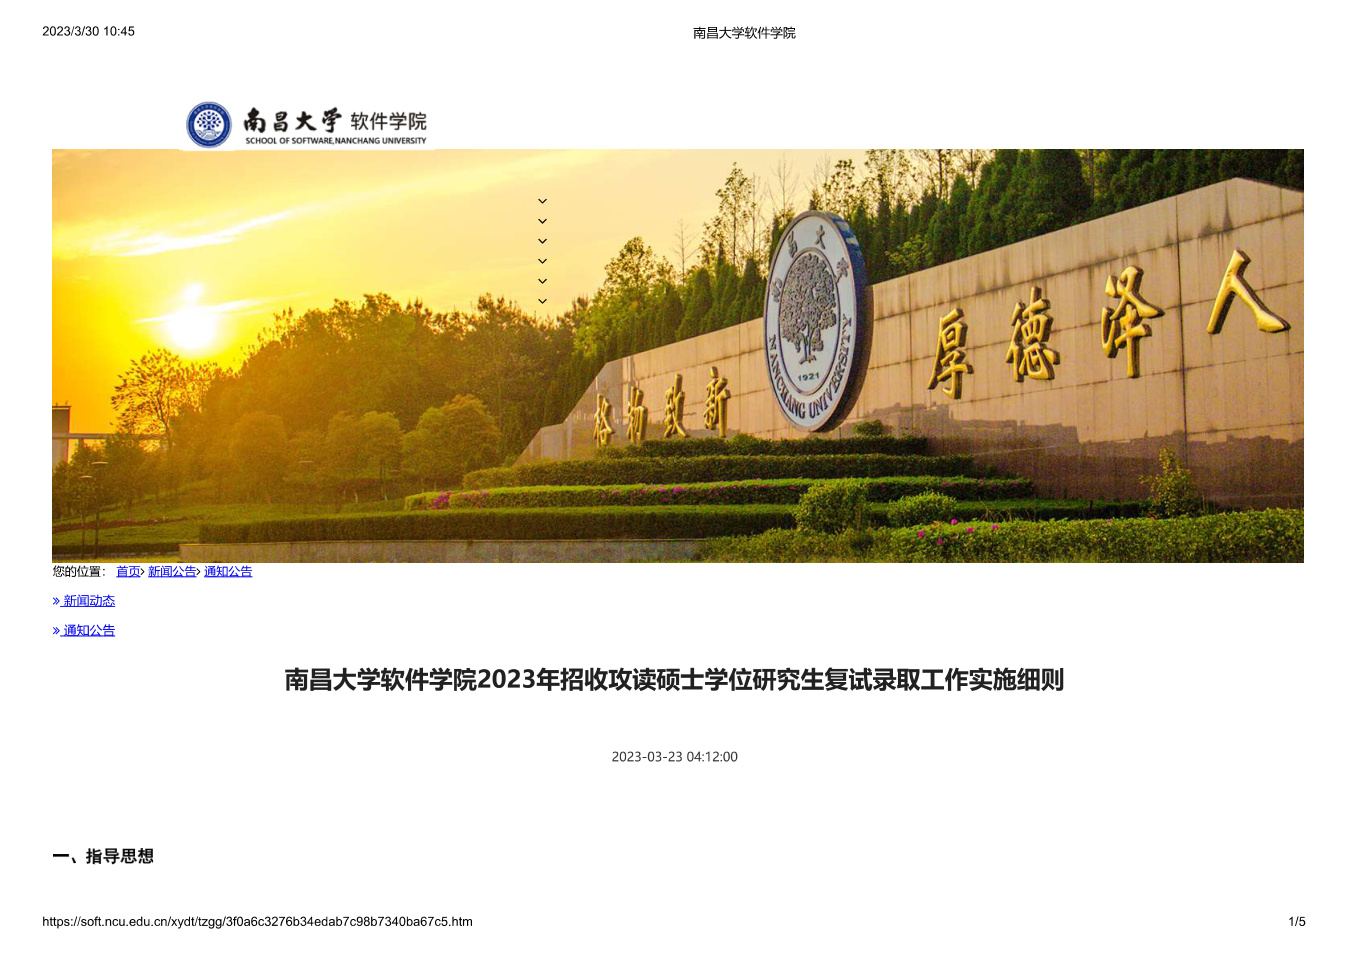 2023/3/30 10:45
南昌大学软件学院
南昌大学 软件学院
SCHOOL OF SOFTWARE,NANCHANG UNIVERSITY
昌大
NANCHANG UNIVERSITY
1921
格物致新
厚德泽人
您的位置： 首页> 新闻公告> 通知公告
» 新闻动态
» 通知公告
南昌大学软件学院2023年招收攻读硕士学位研究生复试录取工作实施细则
2023-03-23 04:12:00
一、指导思想
https://soft.ncu.edu.cn/xydt/tzgg/3f0a6c3276b34edab7c98b7340ba67c5.htm
1/5